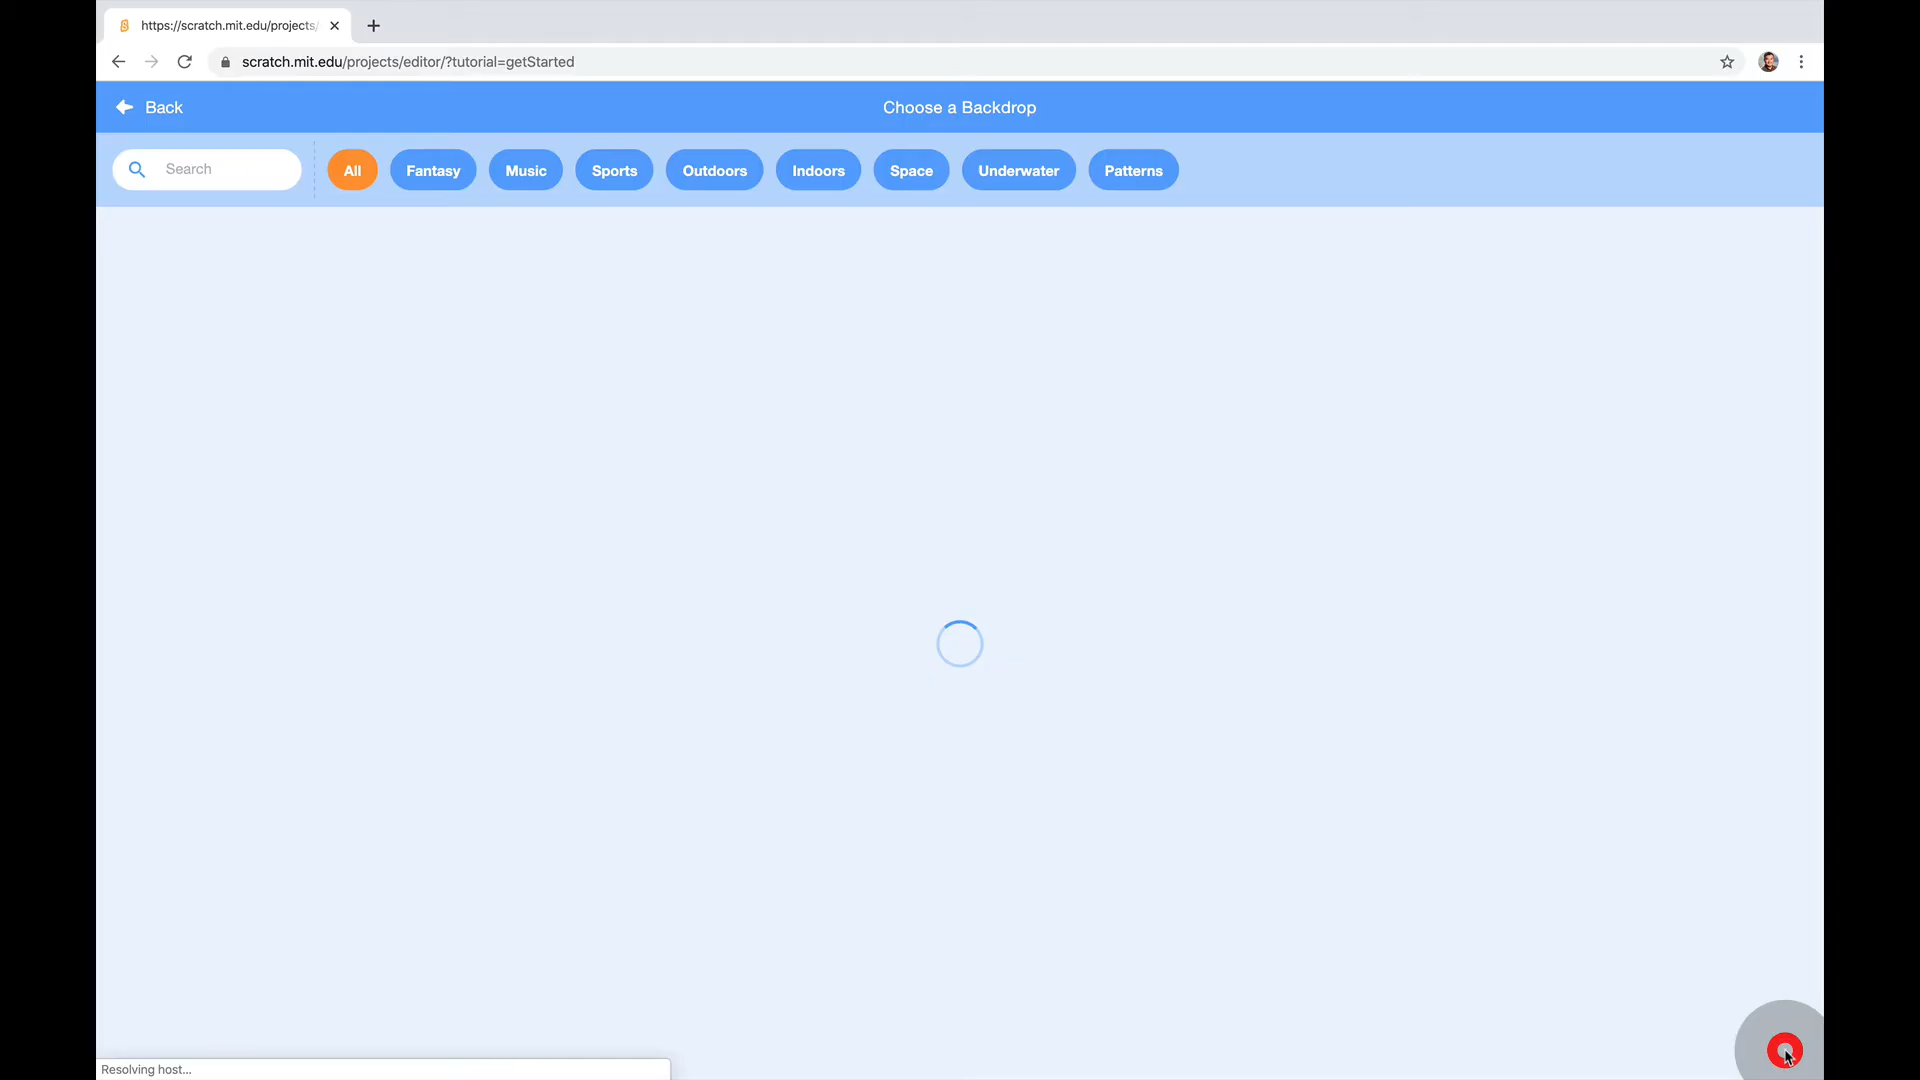 https://scratch.mit.edu/projects/
scratch.mit.edu/projects/editor/?tutorial=getStarted
Back
Choose a Backdrop
Search
All
Fantasy
Music
Sports
Outdoors
Indoors
Space
Underwater
Patterns
Resolving host...